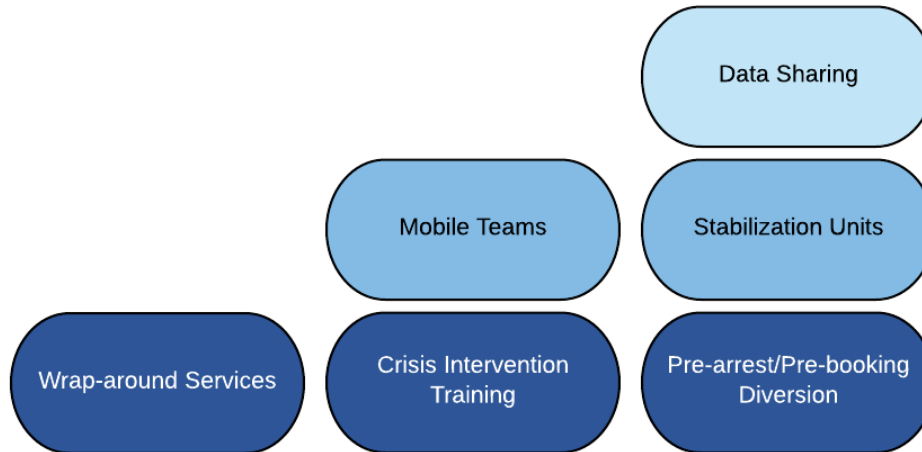 Data Sharing
Mobile Teams
Stabilization Units
Wrap-around Services
Crisis Intervention
Training
Pre-arrest/Pre-booking
Diversion